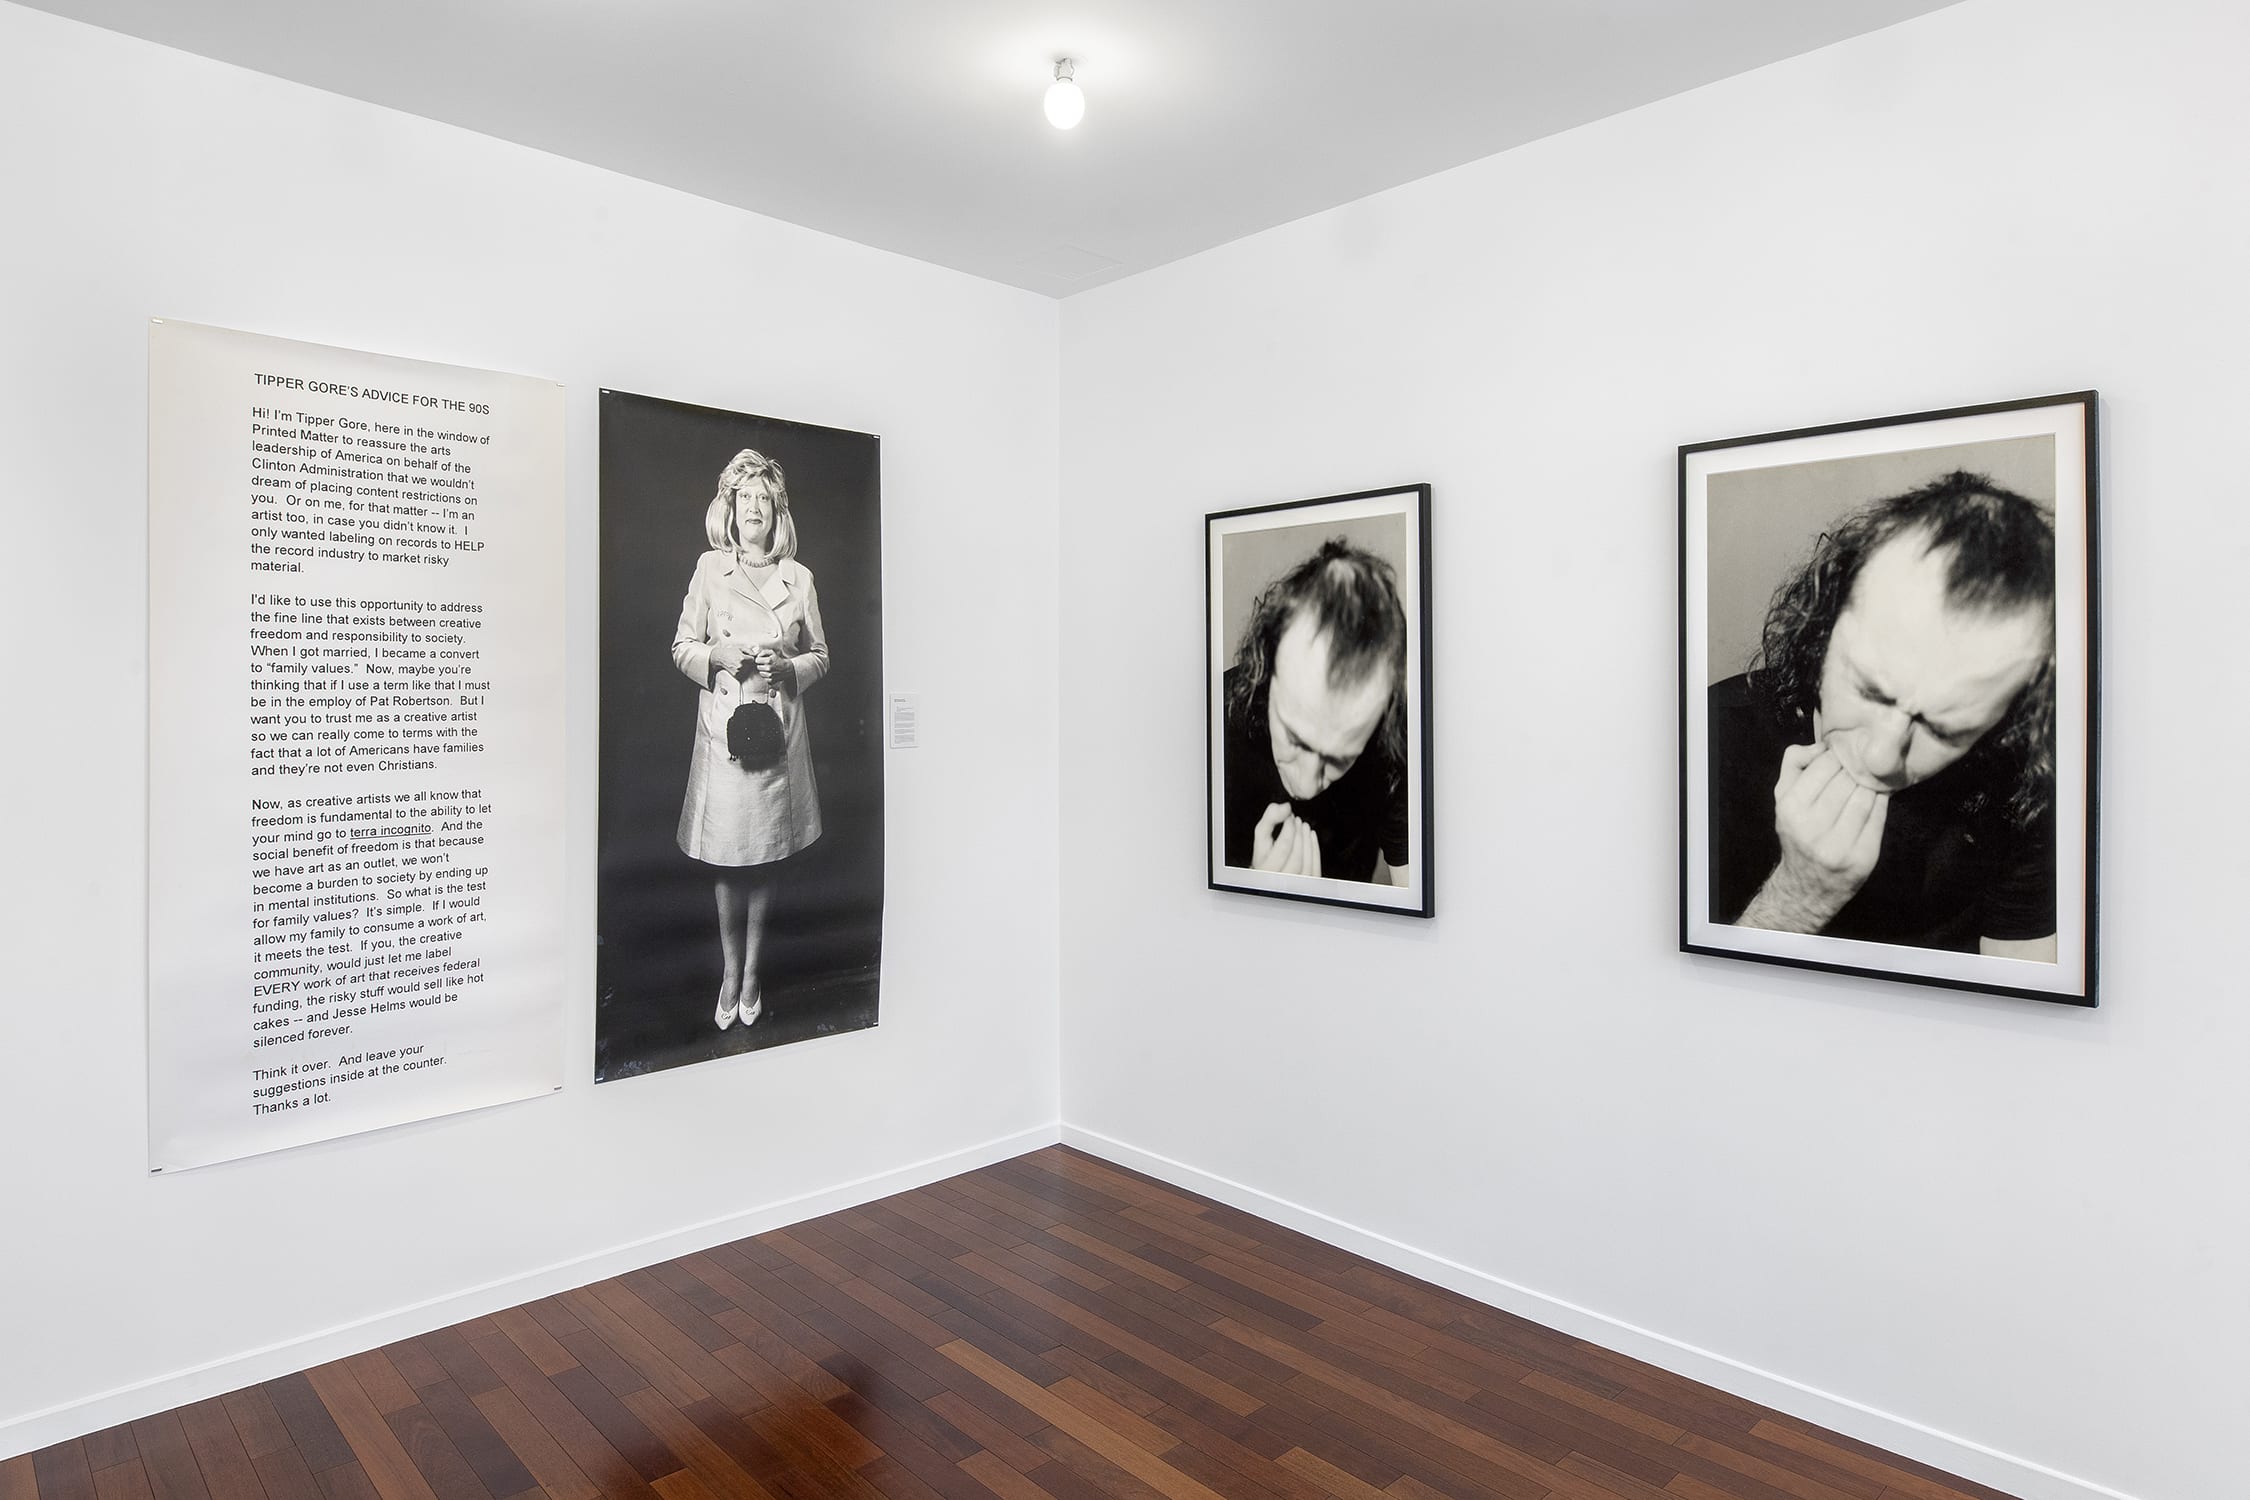 TIPPER GORE'S ADVICE FOR THE 90S
Hi! I'm Tipper Gore, here in the window of
Printed Matter to reassure the arts
leadership of America on behalf of the
Clinton Administration that we wouldn't
dream of placing content restrictions on
you.  Or on me, for that matter -- I'm an
artist too, in case you didn't know it.  I
only wanted labeling on records to HELP
the record industry to market risky
material.
I'd like to use this opportunity to address
the fine line that exists between creative
freedom and responsibility to society.
When I got married, I became a convert
to "family values."  Now, maybe you're
thinking that if I use a term like that I must
be in the employ of Pat Robertson.  But I
want you to trust me as a creative artist
so we can really come to terms with the
fact that a lot of Americans have families
and they're not even Christians.
Now, as creative artists we all know that
freedom is fundamental to the ability to let
your mind go to terra incognito.  And the
social benefit of freedom is that because
we have art as an outlet, we won't
become a burden to society by ending up
in mental institutions.  So what is the test
for family values?  It's simple.  If I would
allow my family to consume a work of art,
it meets the test.  If you, the creative
community, would just let me label
EVERY work of art that receives federal
funding, the risky stuff would sell like hot
cakes -- and Jesse Helms would be
silenced forever.
Think it over.  And leave your
suggestions inside at the counter.
Thanks a lot.